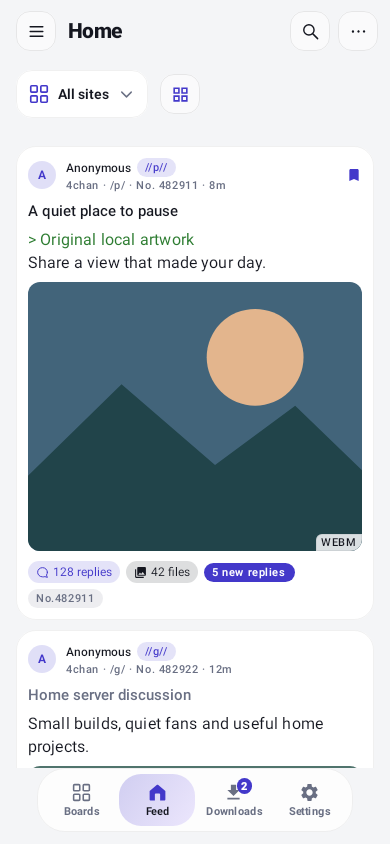 Home
All sites
A
Anonymous //p//
4chan · /p/ · No. 482911 · 8m
A quiet place to pause
> Original local artwork
Share a view that made your day.
WEBM
128 replies 42 files 5 new replies
No.482911
A
Anonymous //g//
4chan · /g/ · No. 482922 · 12m
Home server discussion
Small builds, quiet fans and useful home
projects.
2
Boards Feed Downloads Settings